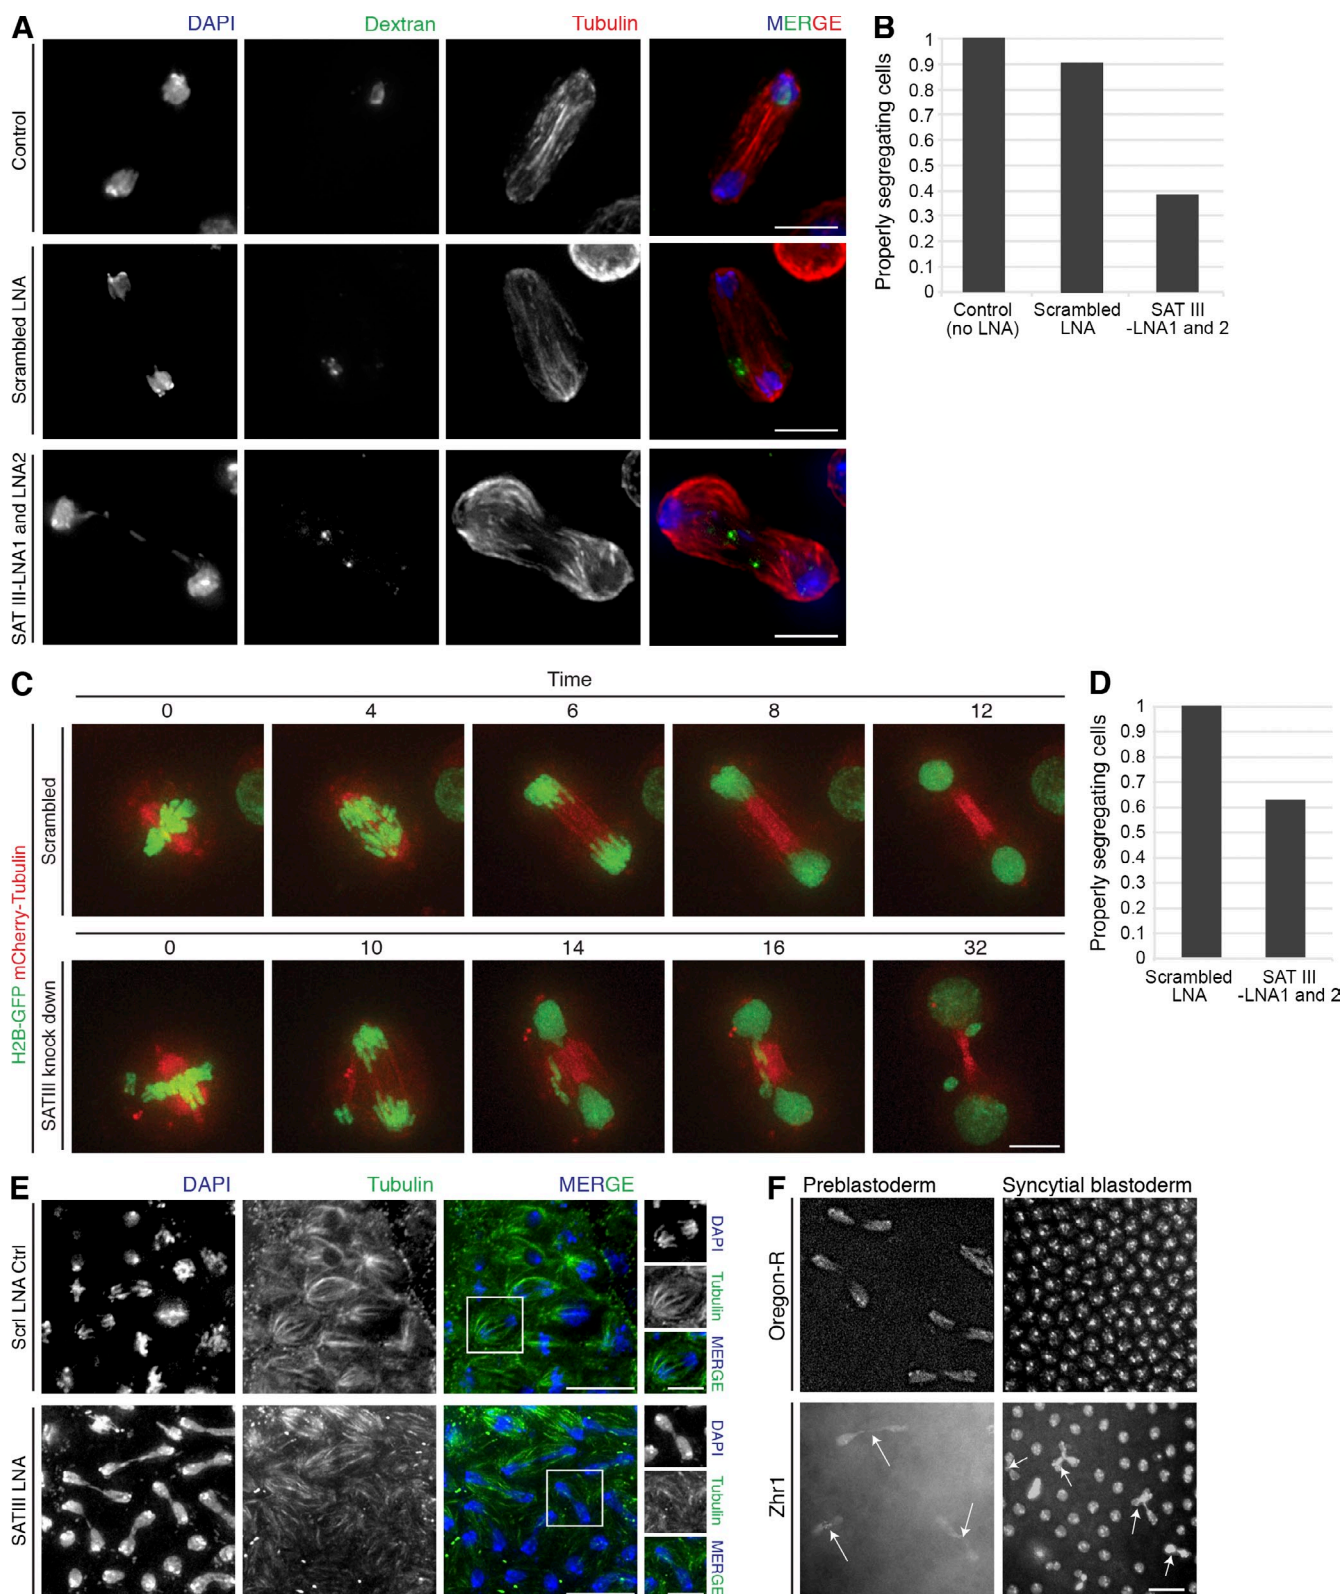 A
DAPI
Dextran
Tubulin
MERGE
Control
Scrambled LNA
SAT III-LNA1 and LNA2
B
Properly segregating cells
1
0.9
0.8
0.7
0.6
0.5
0.4
0.3
0.2
0.1
0
Control
(no LNA)
Scrambled
LNA
SAT III
-LNA1 and 2
C
Time
0
4
6
8
12
H2B-GFP mCherry-Tubulin
Scrambled
0
10
14
16
32
SATIII knock down
D
Properly segregating cells
1
0.9
0.8
0.7
0.6
0.5
0.4
0.3
0.2
0.1
0
Scrambled
LNA
SAT III
-LNA1 and 2
E
DAPI
Tubulin
MERGE
Scrl LNA Ctrl
DAPI
Tubulin
MERGE
SATIII LNA
DAPI
Tubulin
MERGE
F
Preblastoderm
Syncytial blastoderm
Oregon-R
Zhr1